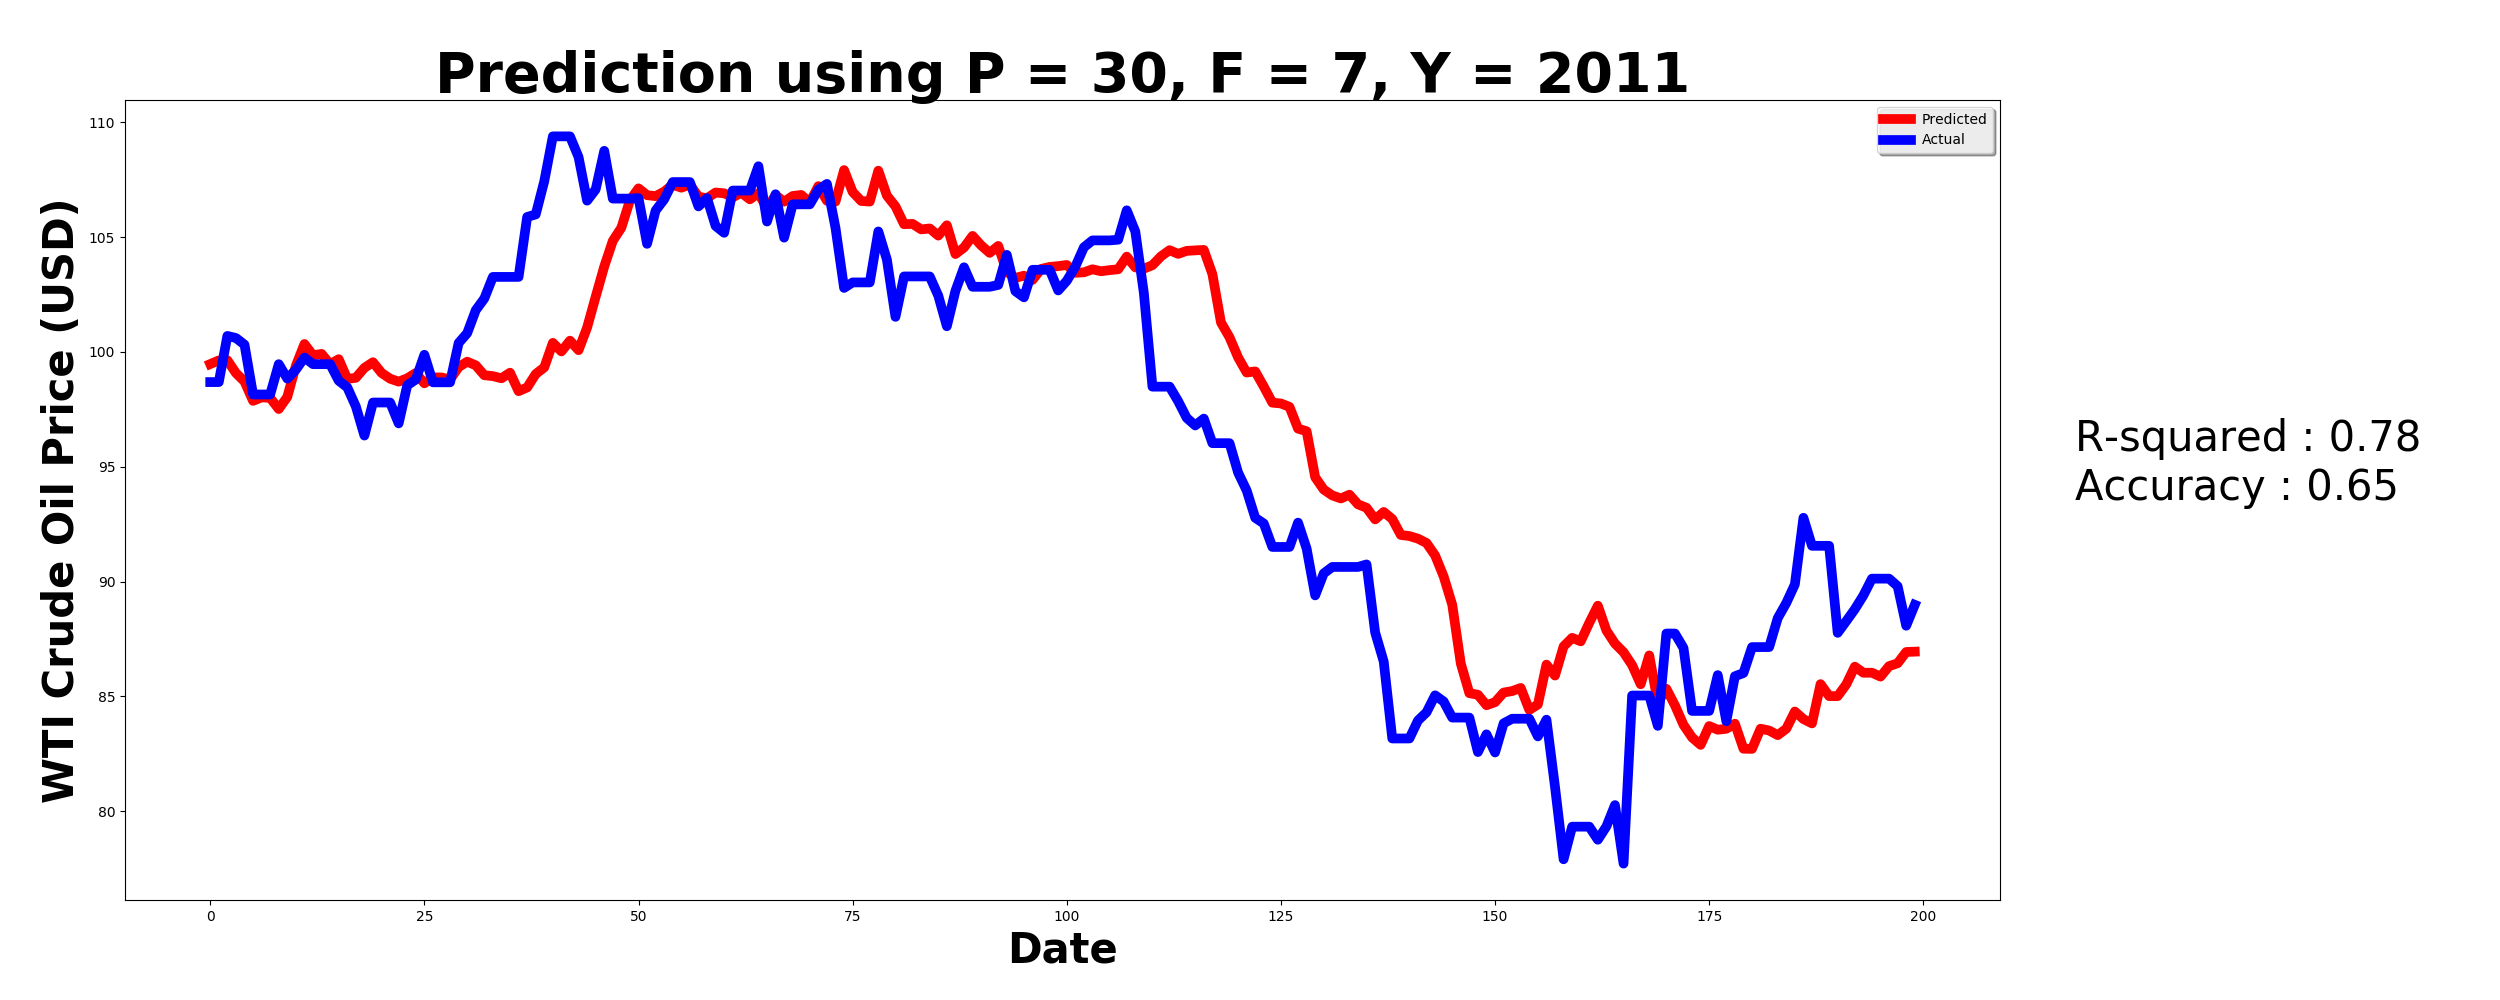 Prediction using P = 30, F = 7, Y = 2011
Predicted
Actual
WTI Crude Oil Price (USD)
110
105
100
95
90
85
80
0 25 50 75 100 125 150 175 200
Date
R-squared : 0.78
Accuracy : 0.65